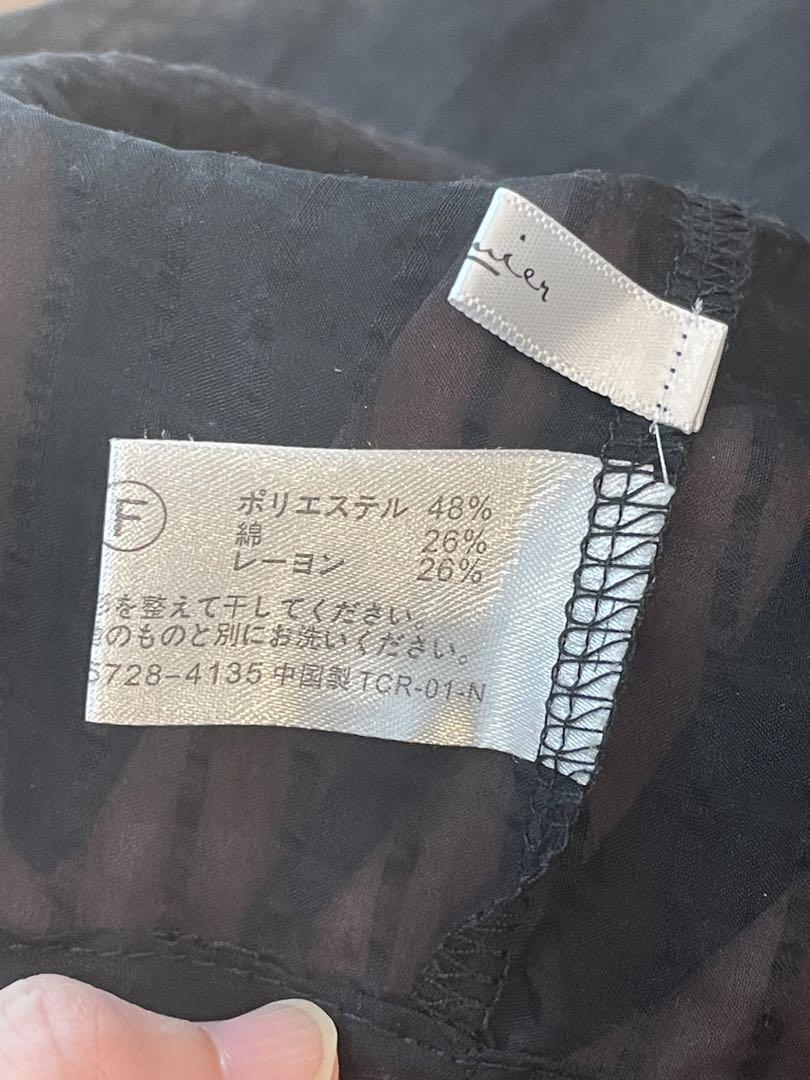 F
ポリエステル 48%
綿 26%
レーヨン 26%
を整えて干してください。
のものと別にお洗いください。
5728-4135 中国製 TCR-01-N